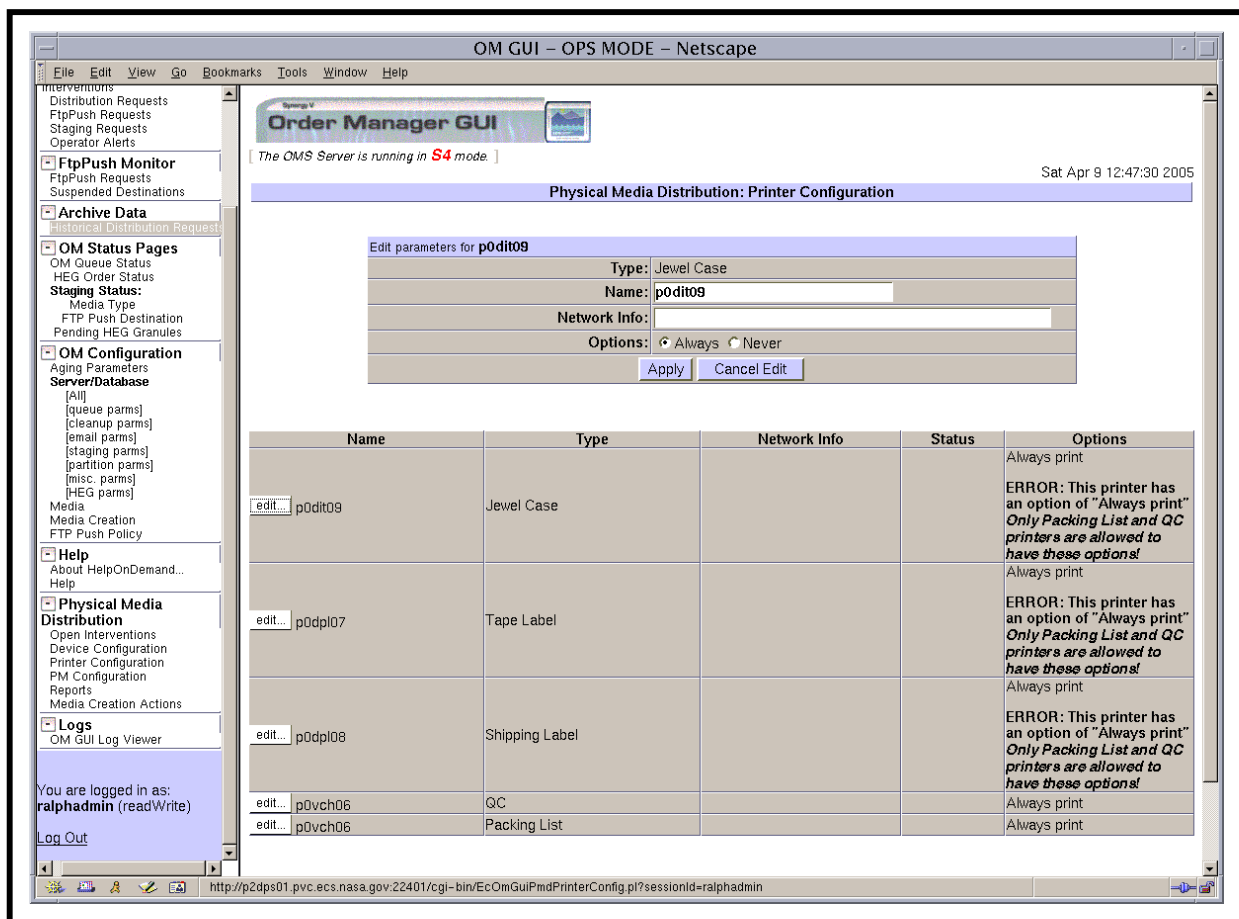 OM GUI – OPS MODE – Netscape
File Edit View Go Bookmarks Tools Window Help
Interventions
Distribution Requests
FtpPush Requests
Staging Requests
Operator Alerts
FtpPush Monitor
FtpPush Requests
Suspended Destinations
Archive Data
Historical Distribution Request
OM Status Pages
OM Queue Status
HEG Order Status
Staging Status:
Media Type
FTP Push Destination
Pending HEG Granules
OM Configuration
Aging Parameters
Server/Database
[All]
[queue parms]
[cleanup parms]
[email parms]
[staging parms]
[partition parms]
[misc. parms]
[HEG parms]
Media
Media Creation
FTP Push Policy
Help
About HelpOnDemand...
Help
Physical Media
Distribution
Open Interventions
Device Configuration
Printer Configuration
PM Configuration
Reports
Media Creation Actions
Logs
OM GUI Log Viewer
You are logged in as:
ralphadmin (readWrite)
Log Out
Synergy V
Order Manager GUI
[ The OMS Server is running in S4 mode. ]
Sat Apr 9 12:47:30 2005
Physical Media Distribution: Printer Configuration
Edit parameters for p0dit09
Type: Jewel Case
Name: p0dit09
Network Info:
Options: Always Never
Apply Cancel Edit
Name Type Network Info Status Options
edit... p0dit09 Jewel Case Always print
ERROR: This printer has
an option of "Always print"
Only Packing List and QC
printers are allowed to
have these options!
edit... p0dpl07 Tape Label Always print
ERROR: This printer has
an option of "Always print"
Only Packing List and QC
printers are allowed to
have these options!
edit... p0dpl08 Shipping Label Always print
ERROR: This printer has
an option of "Always print"
Only Packing List and QC
printers are allowed to
have these options!
edit... p0vch06 QC Always print
edit... p0vch06 Packing List Always print
http://p2dps01.pvc.ecs.nasa.gov:22401/cgi-bin/EcOmGuiPmdPrinterConfig.pl?sessionId=ralphadmin